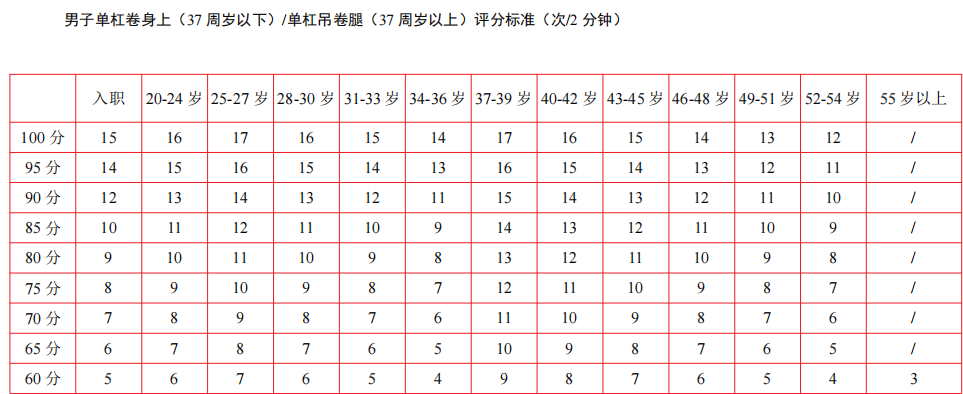 男子单杠卷身上（37 周岁以下）/单杠吊卷腿（37 周岁以上）评分标准（次/2 分钟）
入职 20-24 岁 25-27 岁 28-30 岁 31-33 岁 34-36 岁 37-39 岁 40-42 岁 43-45 岁 46-48 岁 49-51 岁 52-54 岁 55 岁以上
100 分 15 16 17 16 15 14 17 16 15 14 13 12 /
95 分 14 15 16 15 14 13 16 15 14 13 12 11 /
90 分 12 13 14 13 12 11 15 14 13 12 11 10 /
85 分 10 11 12 11 10 9 14 13 12 11 10 9 /
80 分 9 10 11 10 9 8 13 12 11 10 9 8 /
75 分 8 9 10 9 8 7 12 11 10 9 8 7 /
70 分 7 8 9 8 7 6 11 10 9 8 7 6 /
65 分 6 7 8 7 6 5 10 9 8 7 6 5 /
60 分 5 6 7 6 5 4 9 8 7 6 5 4 3